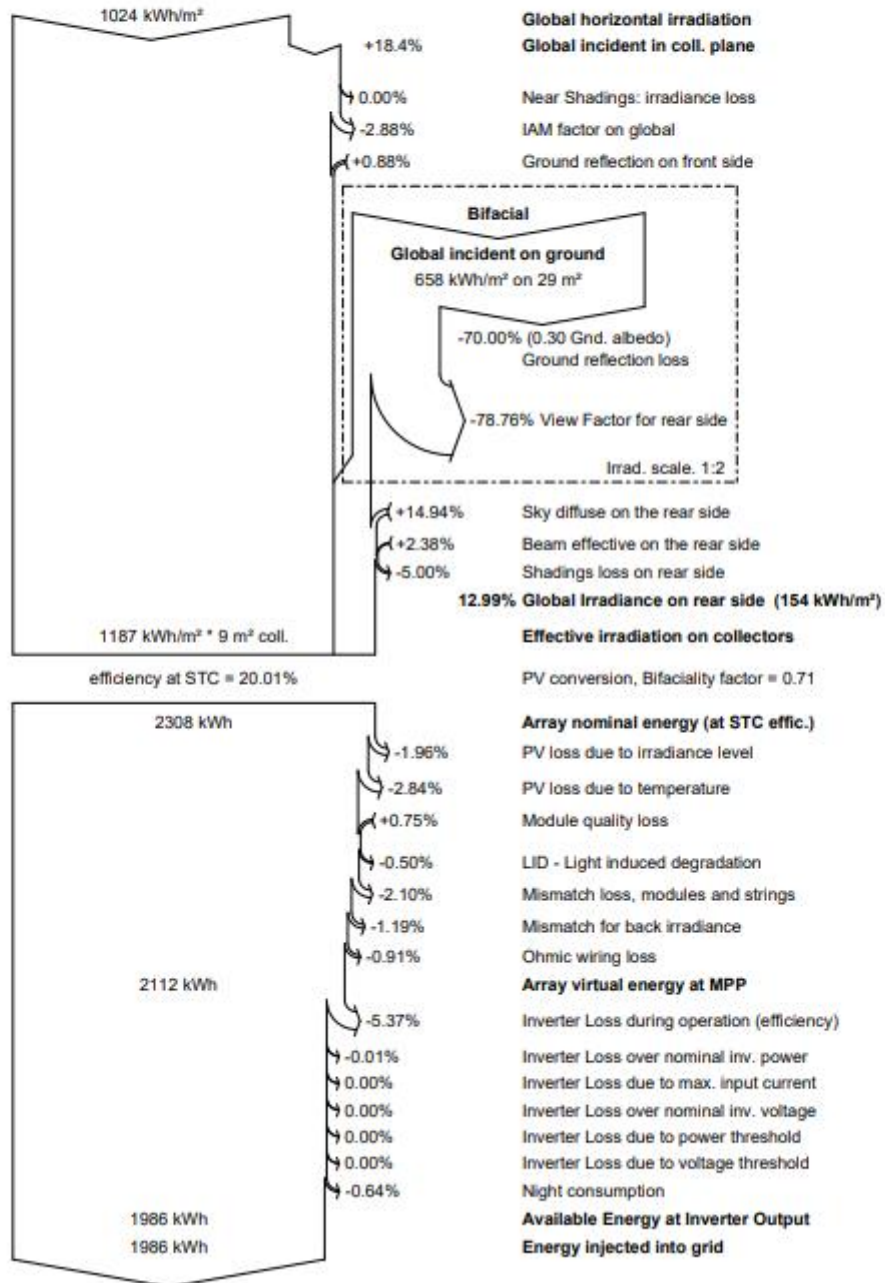 1024 kWh/m² Global horizontal irradiation
+18.4% Global incident in coll. plane
0.00% Near Shadings: irradiance loss
-2.88% IAM factor on global
+0.88% Ground reflection on front side
Bifacial
Global incident on ground
658 kWh/m² on 29 m²
-70.00% (0.30 Gnd. albedo)
Ground reflection loss
-78.76% View Factor for rear side
Irrad. scale. 1:2
+14.94% Sky diffuse on the rear side
+2.38% Beam effective on the rear side
-5.00% Shadings loss on rear side
12.99% Global Irradiance on rear side (154 kWh/m²)
1187 kWh/m² * 9 m² coll. Effective irradiation on collectors
efficiency at STC = 20.01% PV conversion, Bifaciality factor = 0.71
2308 kWh Array nominal energy (at STC effic.)
-1.96% PV loss due to irradiance level
-2.84% PV loss due to temperature
+0.75% Module quality loss
-0.50% LID - Light induced degradation
-2.10% Mismatch loss, modules and strings
-1.19% Mismatch for back irradiance
-0.91% Ohmic wiring loss
2112 kWh Array virtual energy at MPP
-5.37% Inverter Loss during operation (efficiency)
-0.01% Inverter Loss over nominal inv. power
0.00% Inverter Loss due to max. input current
0.00% Inverter Loss over nominal inv. voltage
0.00% Inverter Loss due to power threshold
0.00% Inverter Loss due to voltage threshold
-0.64% Night consumption
1986 kWh Available Energy at Inverter Output
1986 kWh Energy injected into grid